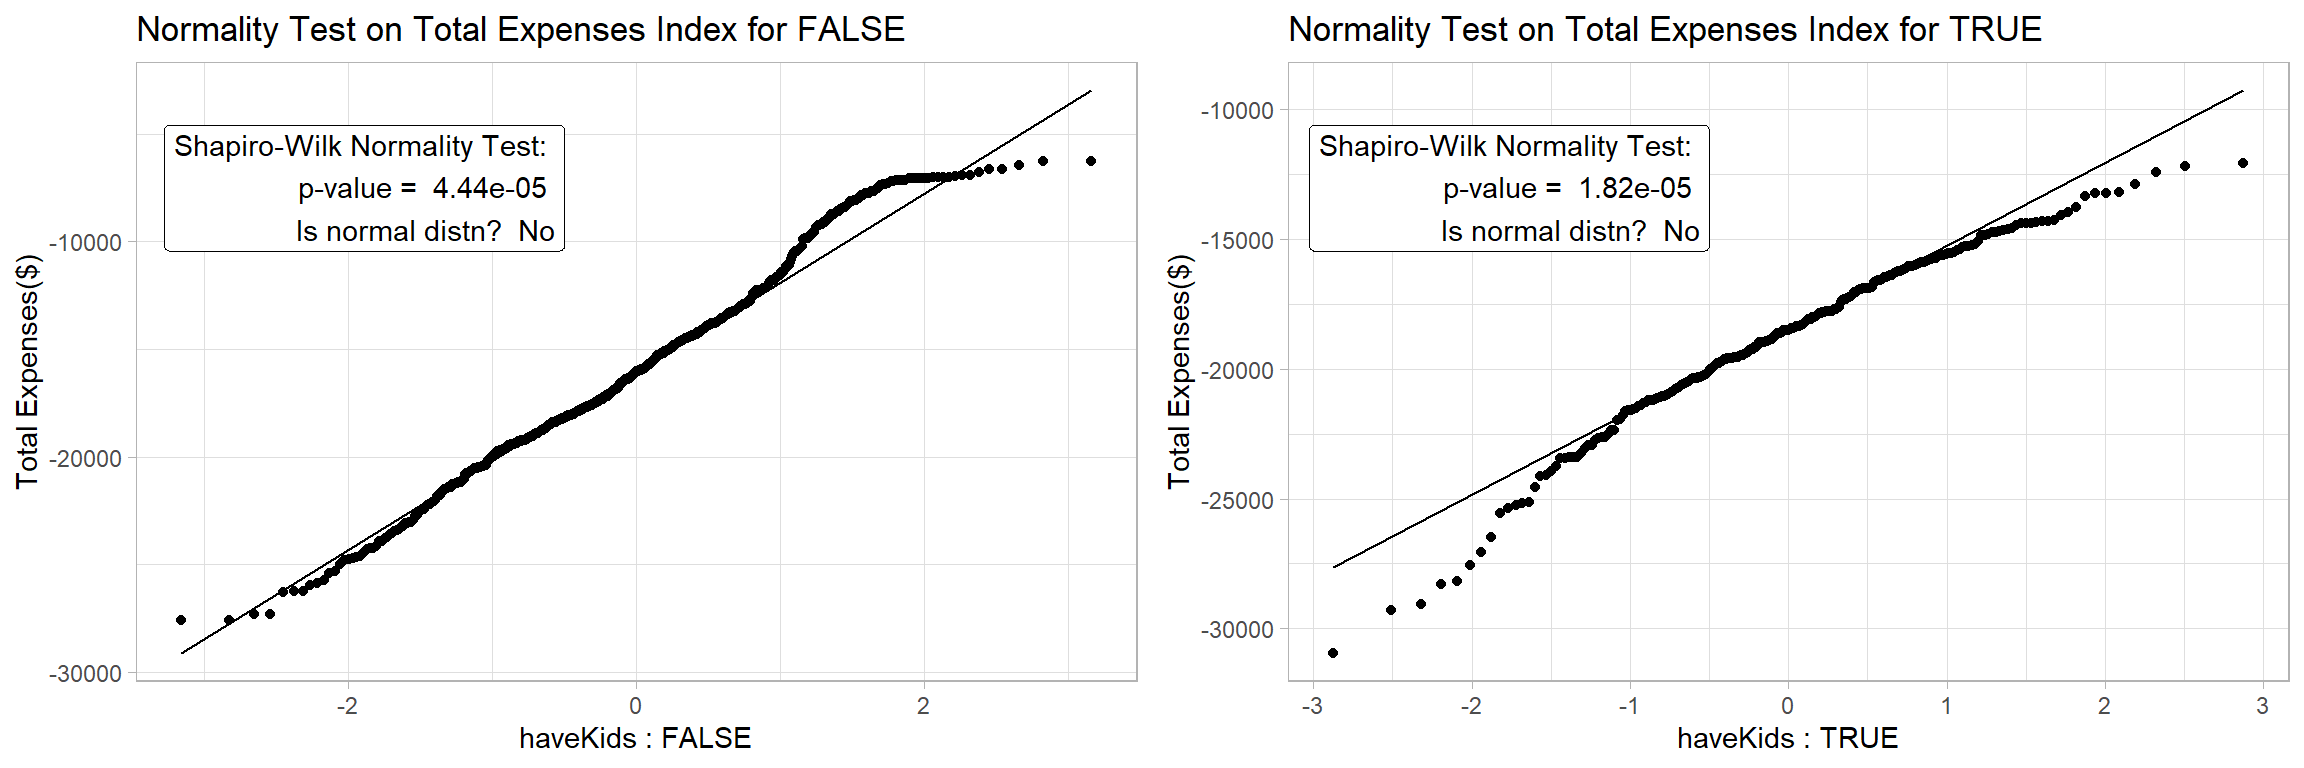 Normality Test on Total Expenses Index for FALSE
Shapiro-Wilk Normality Test:
p-value = 4.44e-05
Is normal distn? No
Total Expenses($)
-10000
-20000
-30000
-2
0
2
haveKids : FALSE
Normality Test on Total Expenses Index for TRUE
Shapiro-Wilk Normality Test:
p-value = 1.82e-05
Is normal distn? No
Total Expenses($)
-10000
-15000
-20000
-25000
-30000
-3
-2
-1
0
1
2
3
haveKids : TRUE